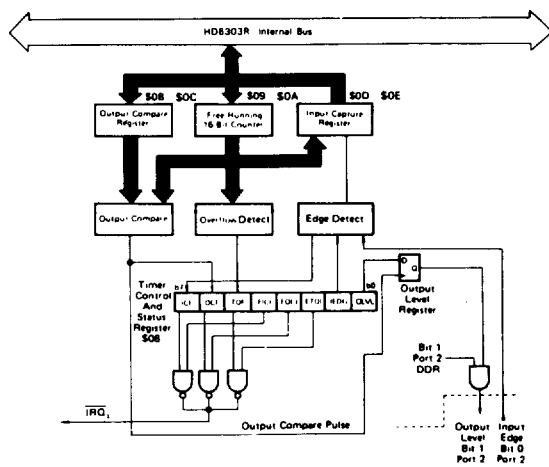 HD6303R Internal Bus
$0B $0C
$09 $0A
$0D $0E
Output Compare
Register
Free Running
16 Bit Counter
Input Capture
Register
Output Compare
Overflow Detect
Edge Detect
Timer
Control
And
Status
Register
$08
b7
b0
ICF
OCF
TOF
EICI
EOCI
ETOI
IEDG
OLVL
D
Q
Output
Level
Register
Bit 1
Port 2
DDR
IRQ
Output Compare Pulse
Output
Level
Bit 1
Port 2
Input
Edge
Bit 0
Port 2